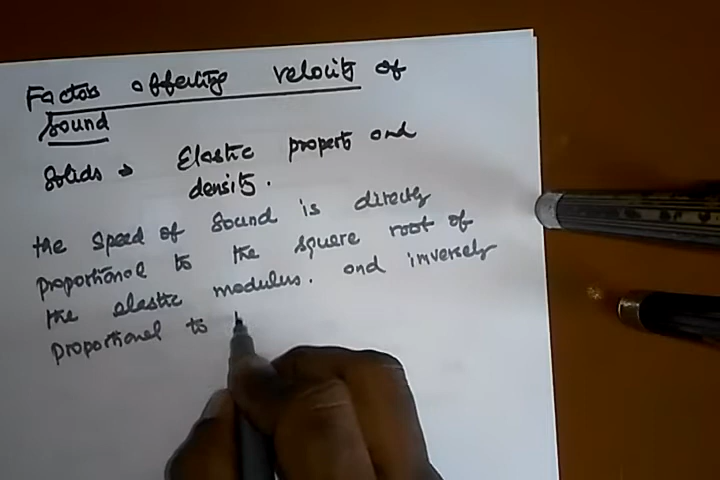 Factors affecting velocity of
sound
Solids → Elastic property and
density.
the speed of sound is directly
proportional to the square root of
the elastic modulus. and inversely
proportional to